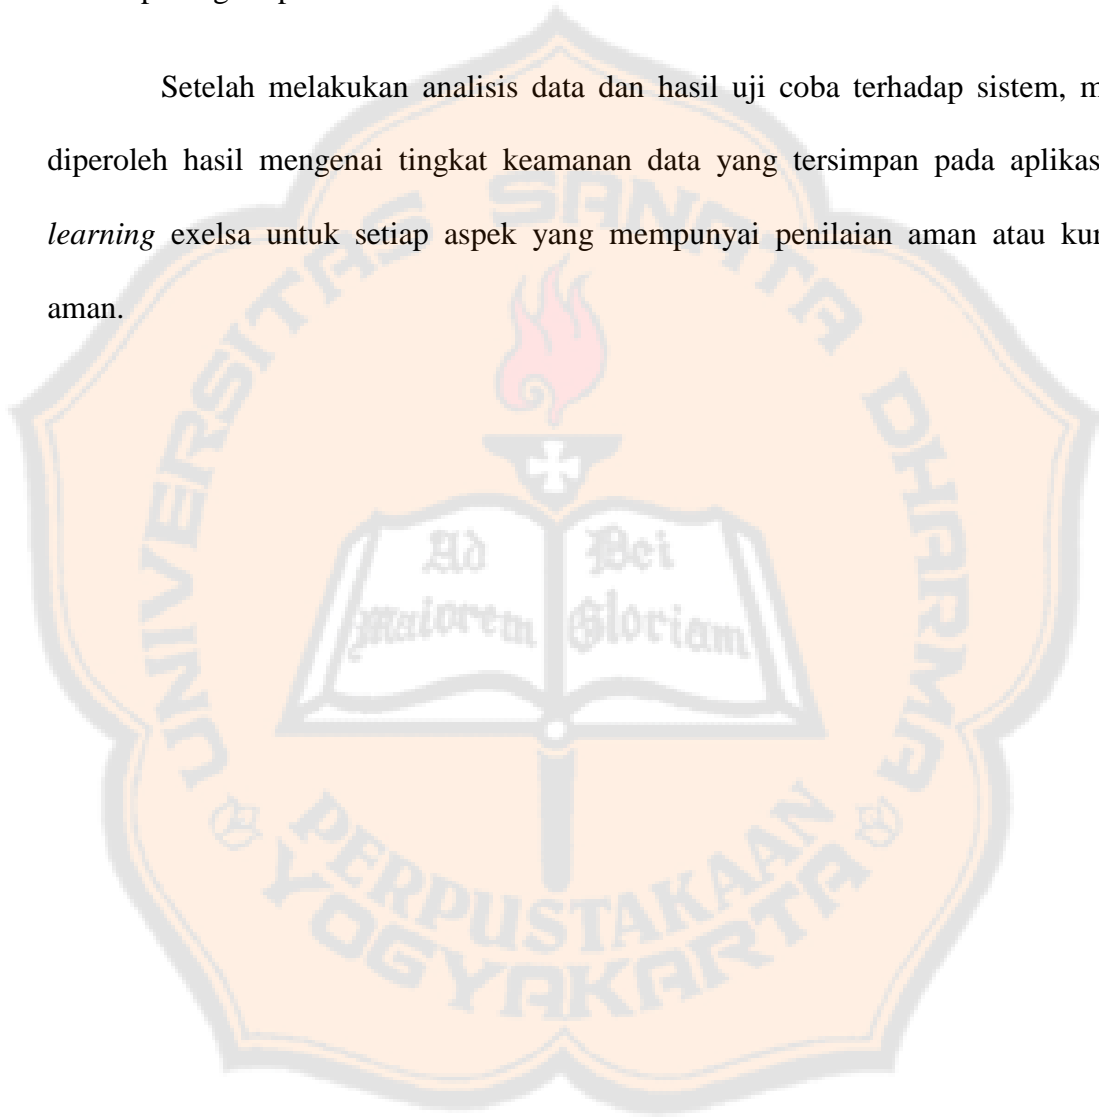 Setelah melakukan analisis data dan hasil uji coba terhadap sistem, m
diperoleh hasil mengenai tingkat keamanan data yang tersimpan pada aplikas
learning exelsa untuk setiap aspek yang mempunyai penilaian aman atau kur
aman.
UNIVERSITAS SANATA DHARMA
Ad Dei
maiorem Gloriam
PERPUSTAKAAN
YOGYAKARTA